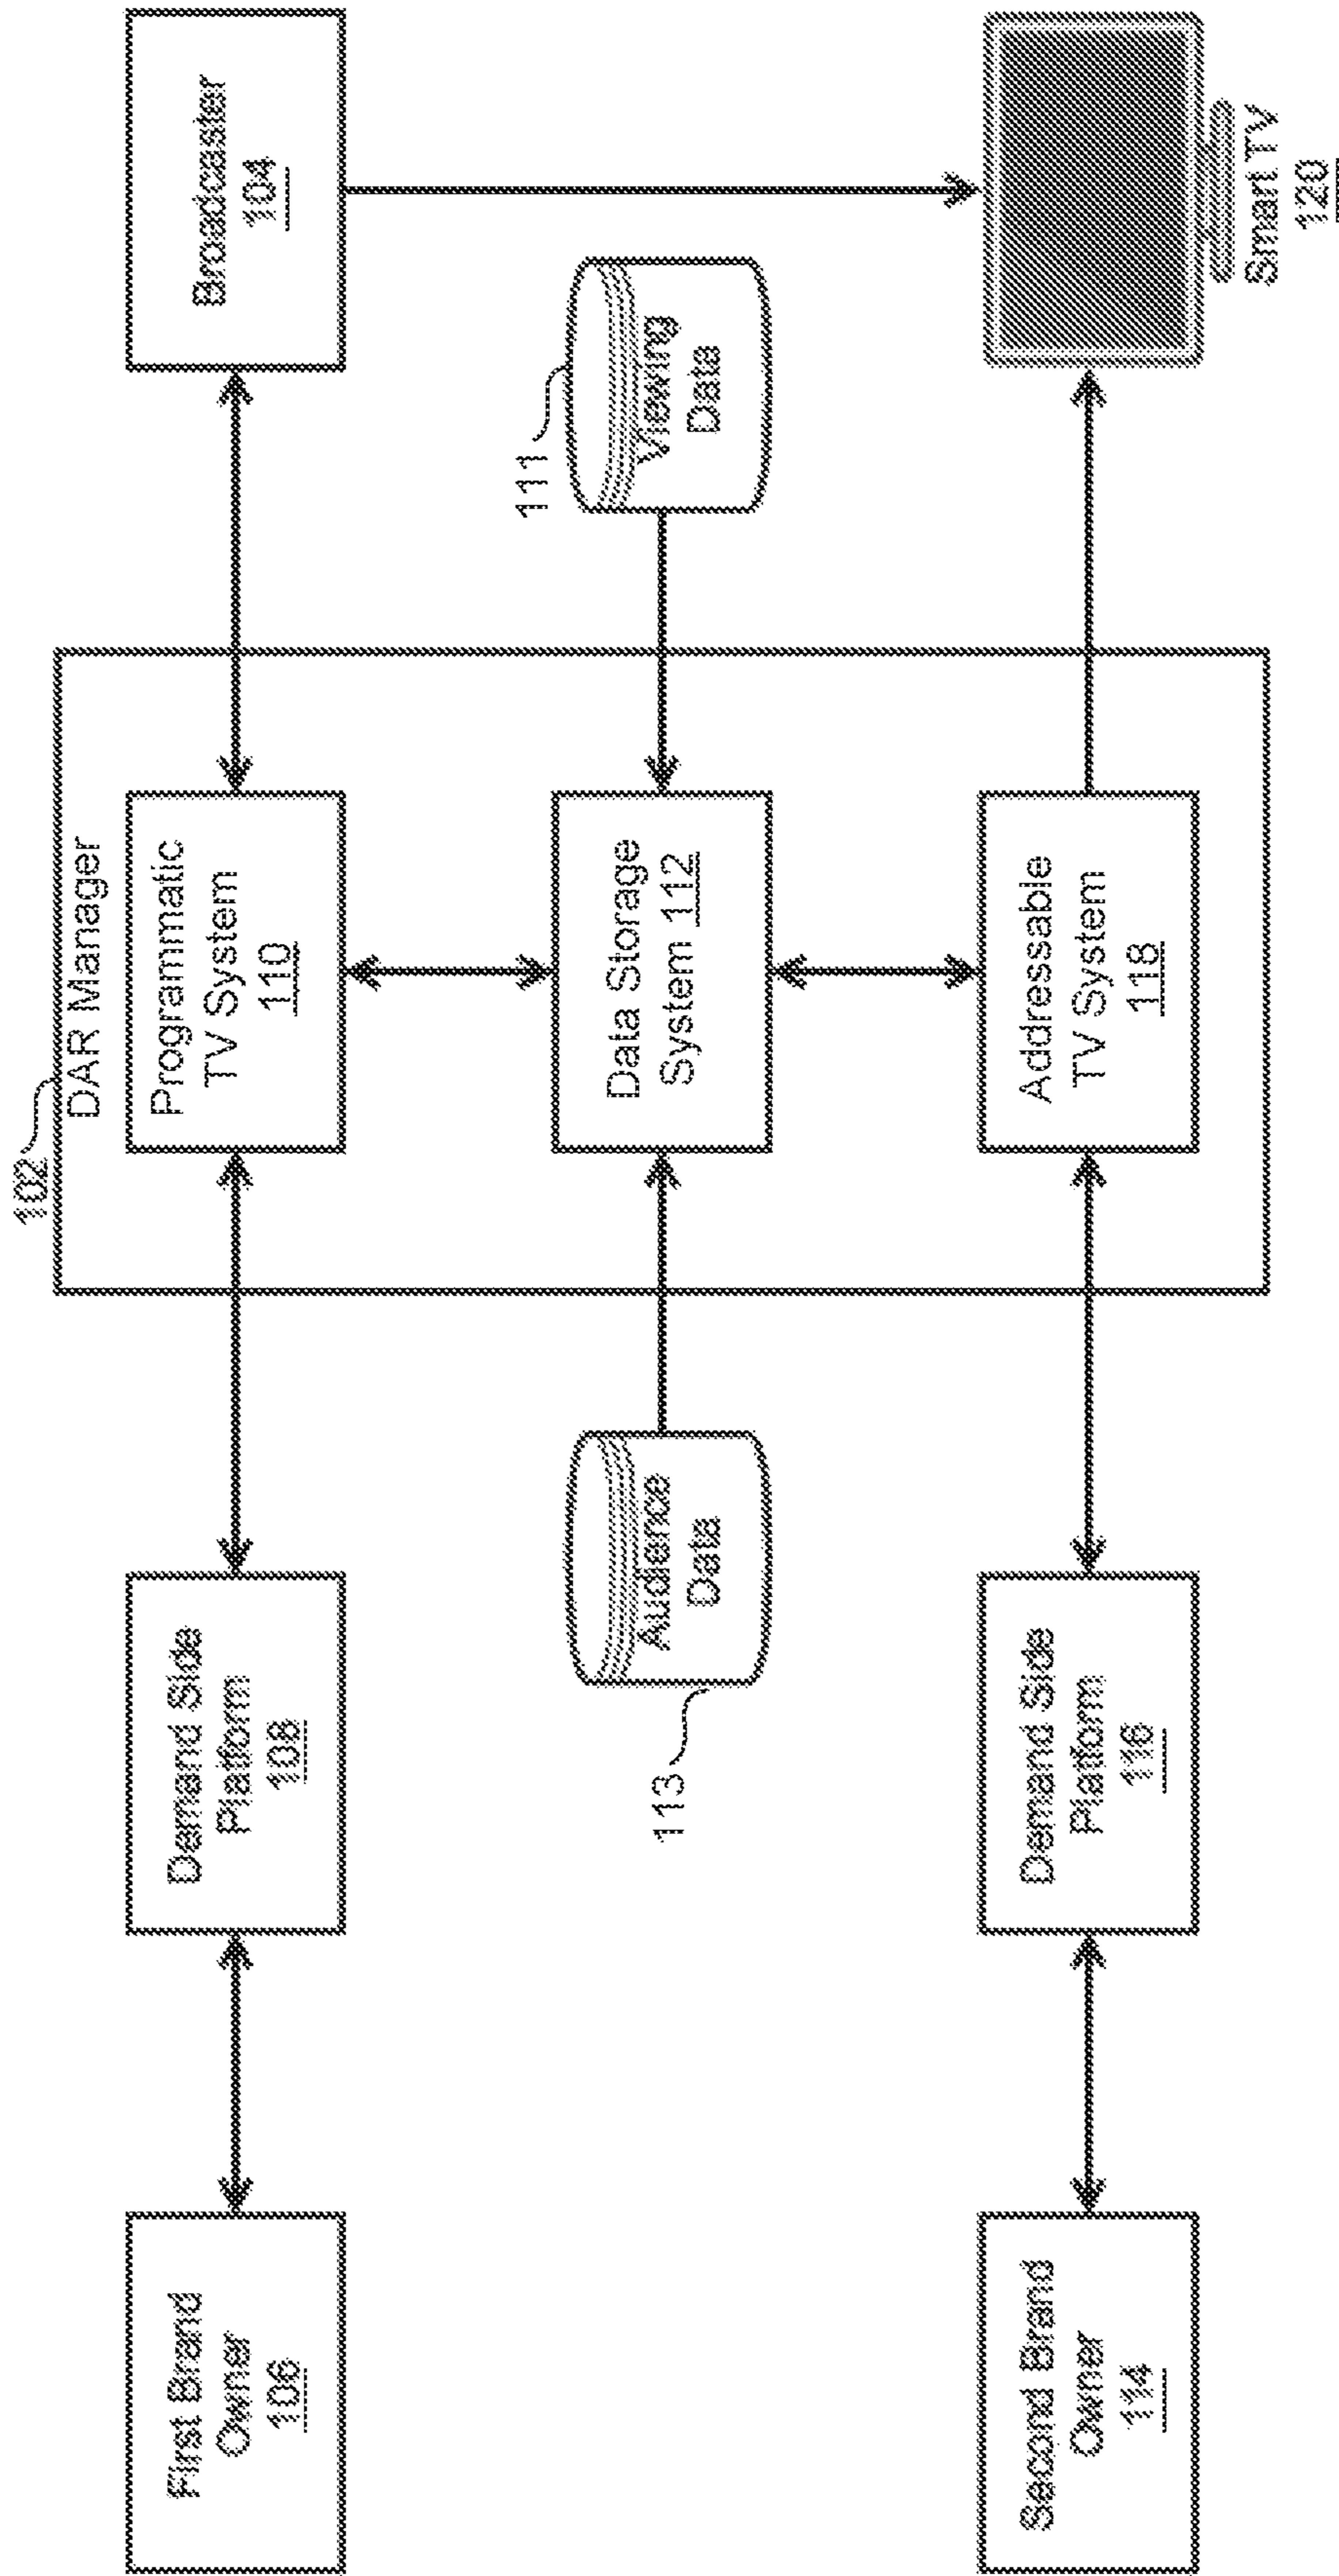 102
DAR Manager
First Brand
Owner
106
Demand Side
Platform
108
Programmatic
TV System
110
Broadcaster
104
113
Audience
Data
Data Storage
System 112
111
Viewing
Data
Second Brand
Owner
114
Demand Side
Platform
116
Addressable
TV System
118
Smart TV
120